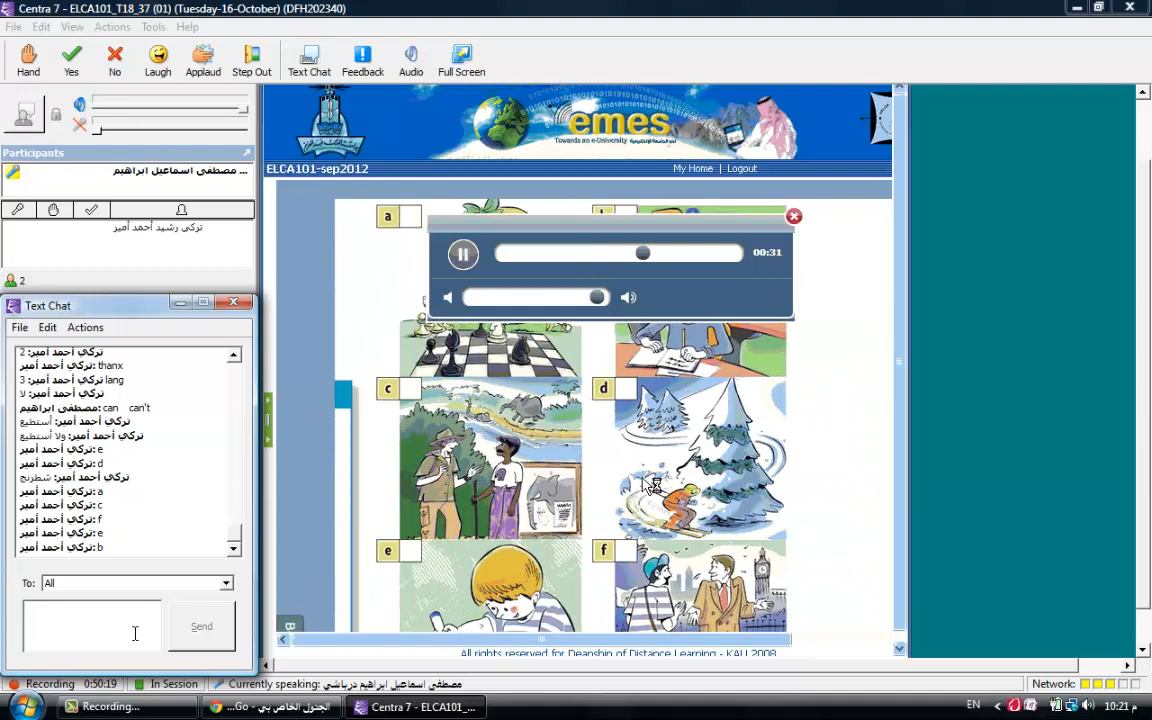 Centra 7 - ELCA101_T18_37 (01) (Tuesday-16-October) (DFH202340)
File Edit View Actions Tools Help
Hand Yes No Laugh Applaud Step Out Text Chat Feedback Audio Full Screen
emes
Towards an e-University
ELCA101-sep2012
My Home | Logout
Participants
مصطفى اسماعيل ابراهيم ...
تركي رشيد أحمد أمير
2
a
00:31
c
d
e
f
Text Chat
File Edit Actions
تركي أحمد أمير: 2
تركي أحمد أمير: thanx
تركي أحمد أمير: 3 lang
تركي أحمد أمير: لا
مصطفى ابراهيم: can can't
تركي أحمد أمير: أستطيع
تركي أحمد أمير: ولا أستطيع
تركي أحمد أمير: e
تركي أحمد أمير: d
تركي أحمد أمير: شطرنج
تركي أحمد أمير: a
تركي أحمد أمير: c
تركي أحمد أمير: f
تركي أحمد أمير: e
تركي أحمد أمير: b
To: All
Send
B
All rights reserved for Deanship of Distance Learning - KAU 2008
Recording 0:50:19 In Session Currently speaking: مصطفى اسماعيل ابراهيم درباشي Network:
Recording... الجدول الخاص بي - Go... Centra 7 - ELCA101_... EN 10:21 م